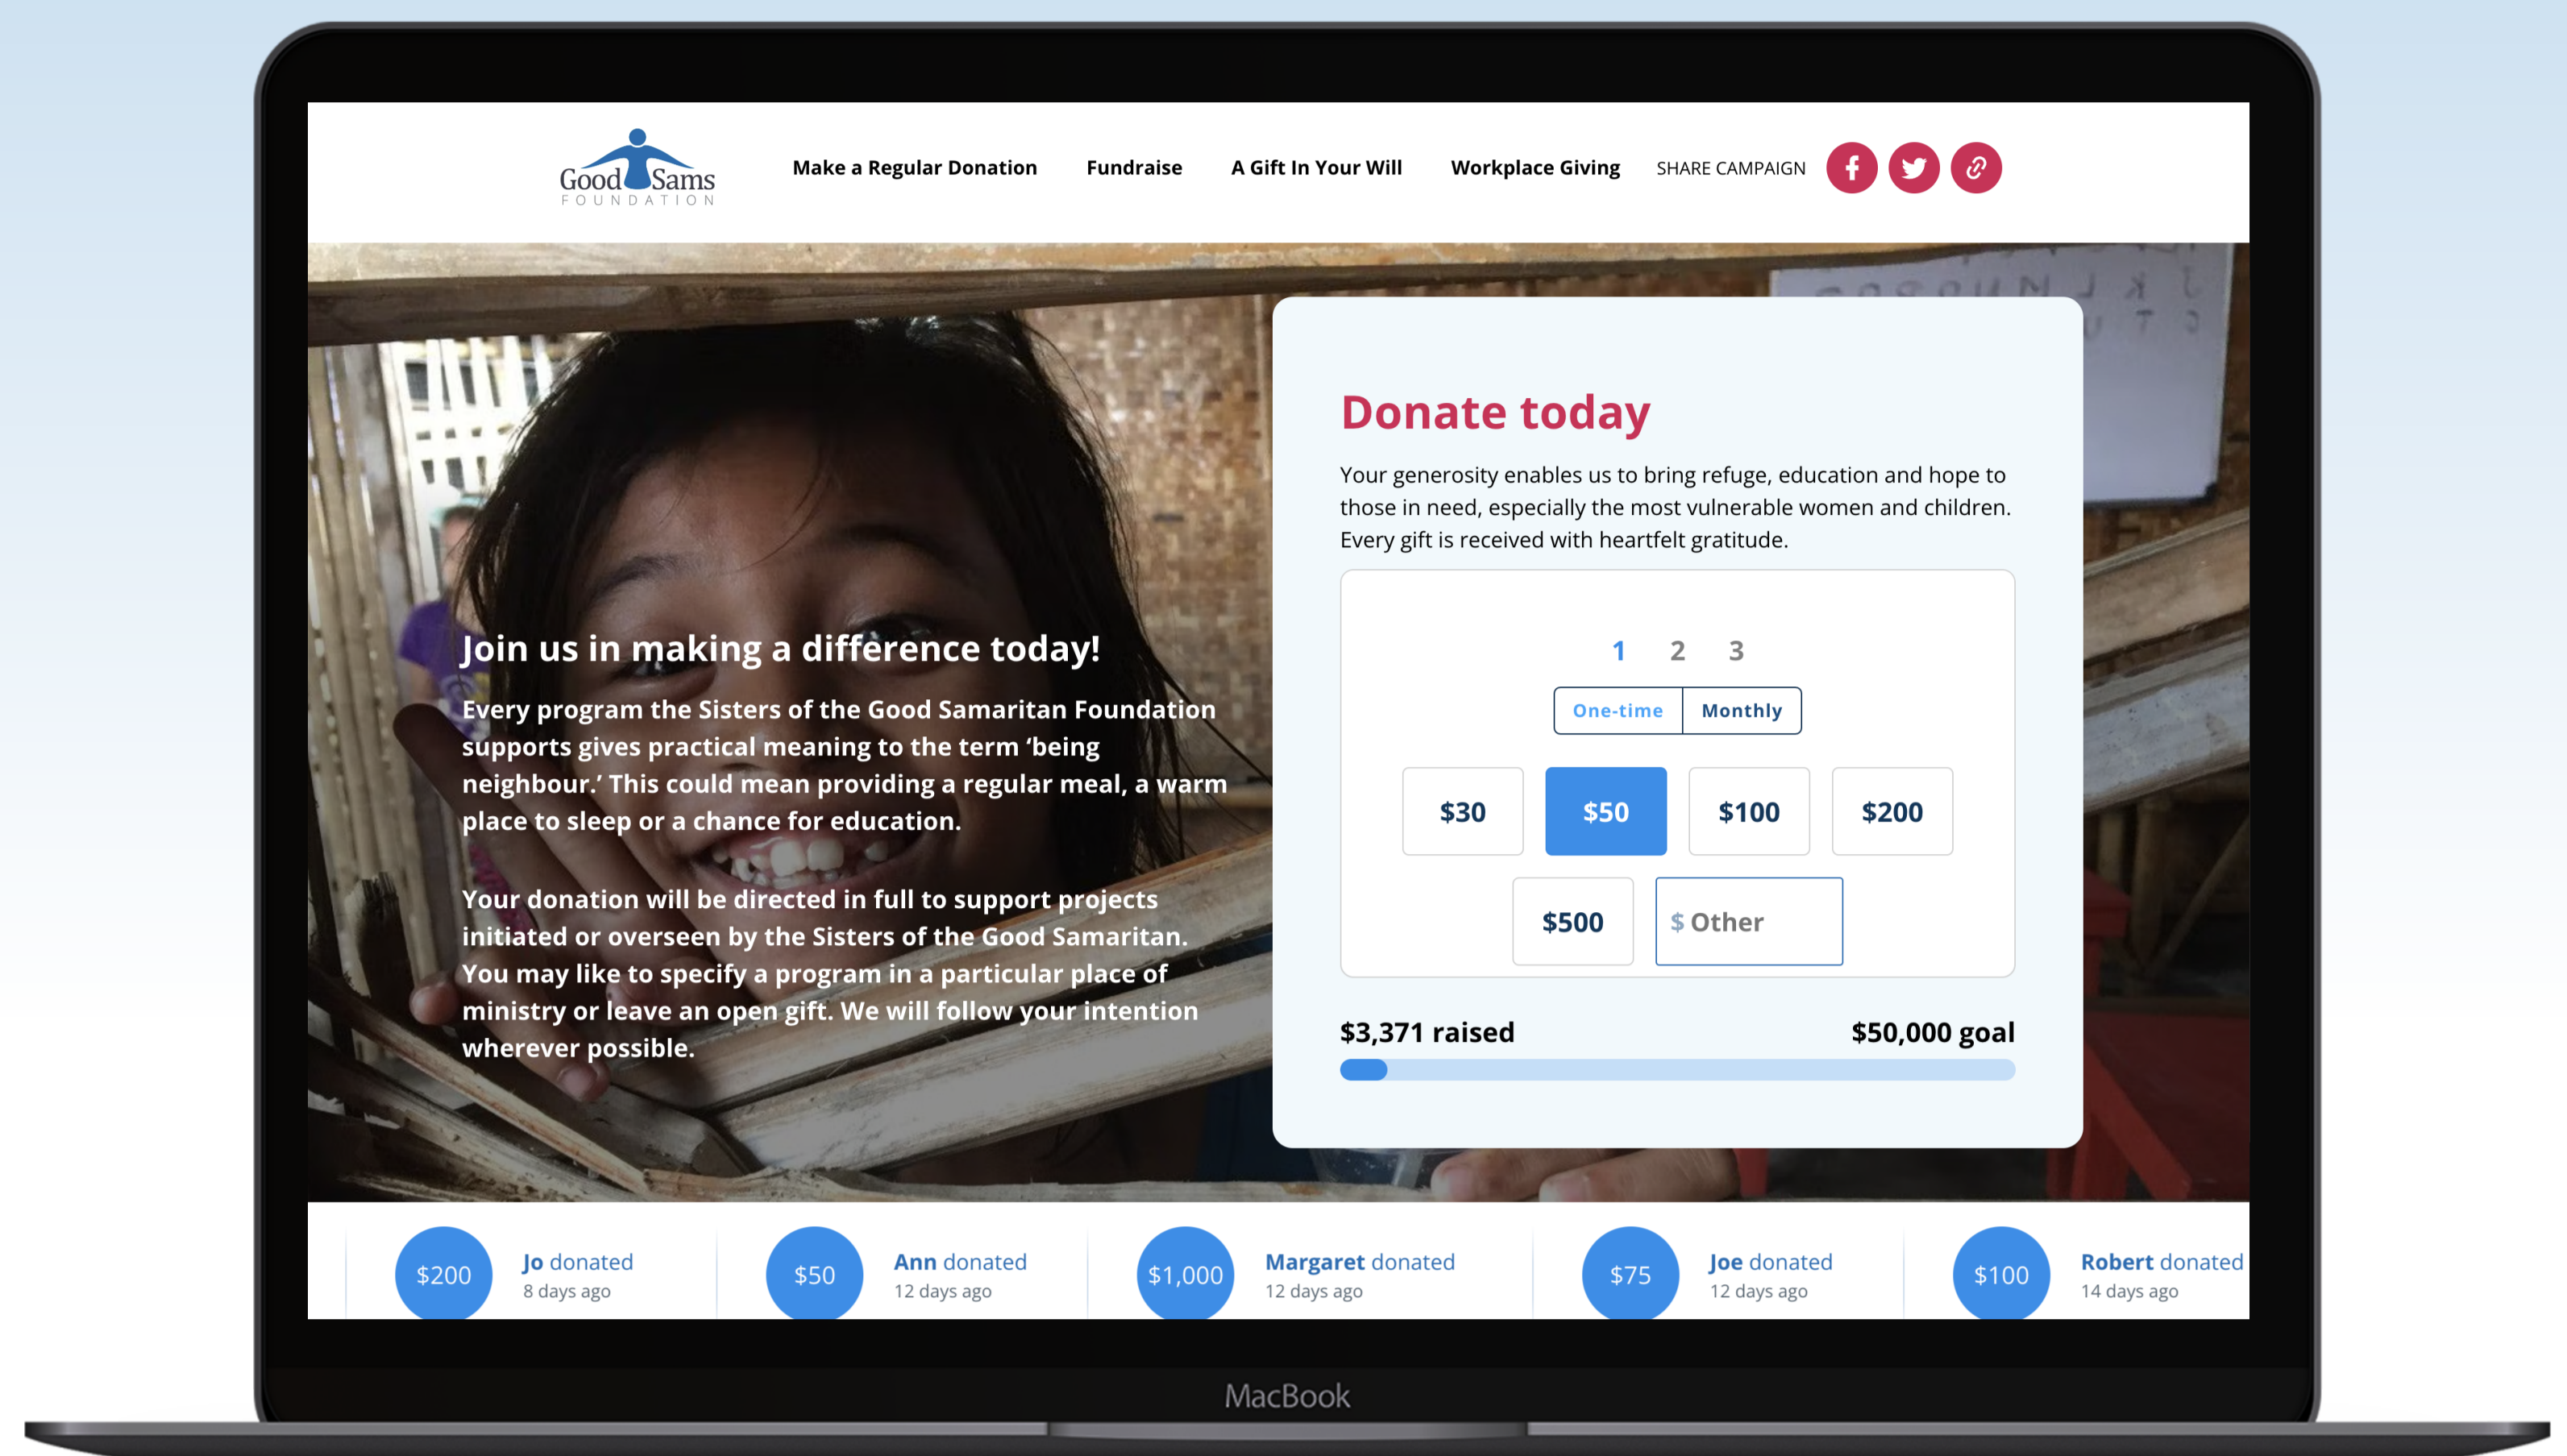 Good Sams
FOUNDATION
Make a Regular Donation
Fundraise
A Gift In Your Will
Workplace Giving
SHARE CAMPAIGN
Join us in making a difference today!
Every program the Sisters of the Good Samaritan Foundation
supports gives practical meaning to the term ‘being
neighbour.’ This could mean providing a regular meal, a warm
place to sleep or a chance for education.
Your donation will be directed in full to support projects
initiated or overseen by the Sisters of the Good Samaritan.
You may like to specify a program in a particular place of
ministry or leave an open gift. We will follow your intention
wherever possible.
Donate today
Your generosity enables us to bring refuge, education and hope to
those in need, especially the most vulnerable women and children.
Every gift is received with heartfelt gratitude.
1 2 3
One-time Monthly
$30 $50 $100 $200
$500 $ Other
$3,371 raised $50,000 goal
$200
Jo donated
8 days ago
$50
Ann donated
12 days ago
$1,000
Margaret donated
12 days ago
$75
Joe donated
12 days ago
$100
Robert donated
14 days ago
MacBook